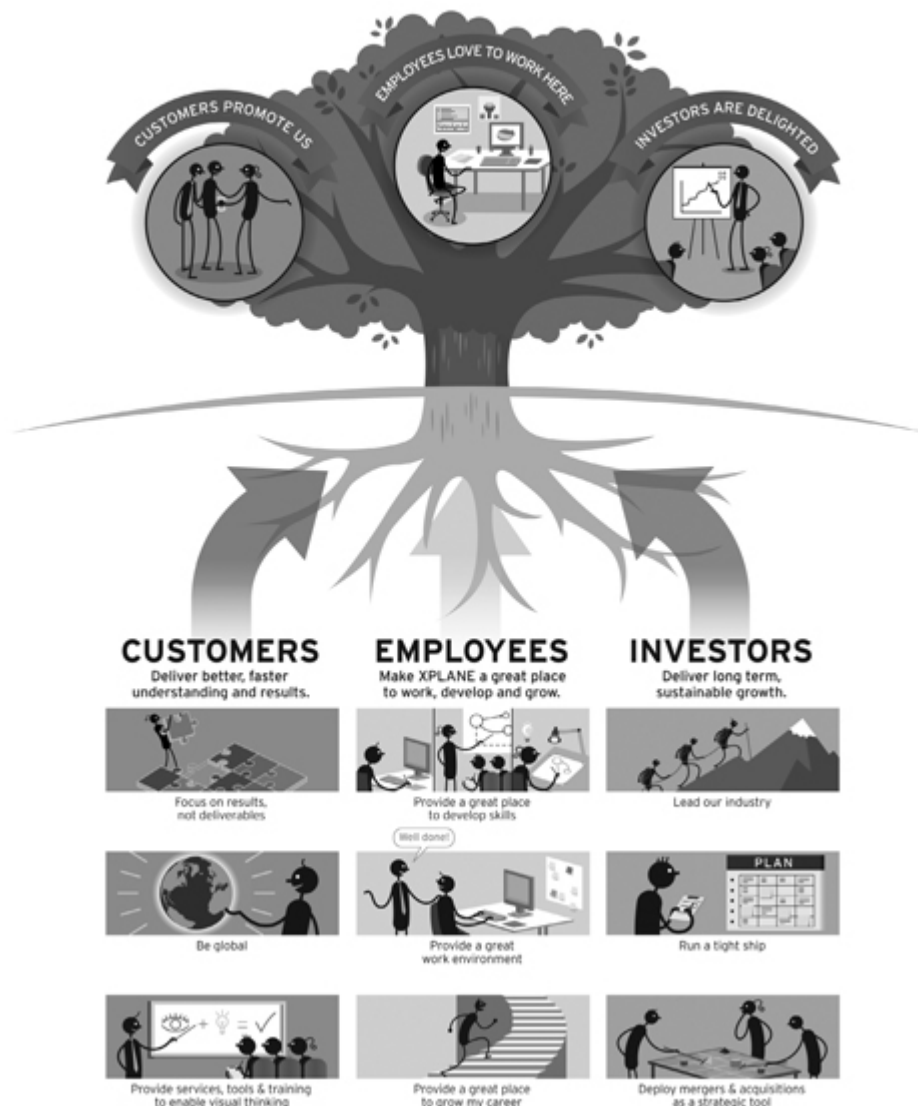 CUSTOMERS PROMOTE US
EMPLOYEES LOVE TO WORK HERE
INVESTORS ARE DELIGHTED
CUSTOMERS
Deliver better, faster
understanding and results.
Focus on results,
not deliverables
Be global
Provide services, tools & training
to enable visual thinking
EMPLOYEES
Make XPLANE a great place
to work, develop and grow.
Provide a great place
to develop skills
Well done!
Provide a great
work environment
Provide a great place
to grow my career
INVESTORS
Deliver long term,
sustainable growth.
Lead our industry
PLAN
Run a tight ship
Deploy mergers & acquisitions
as a strategic tool